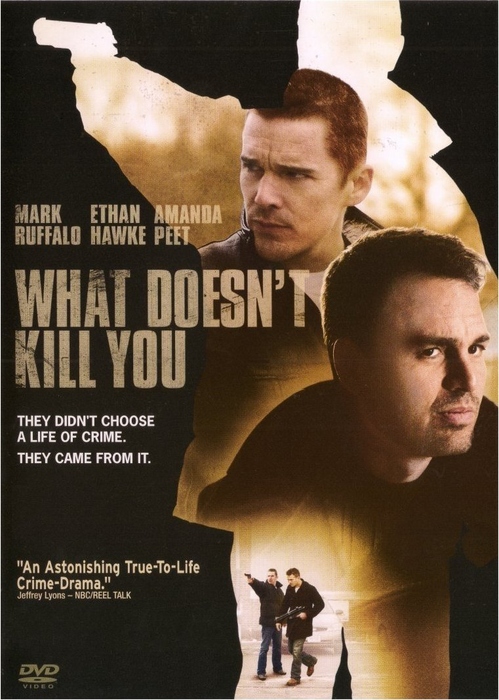 MARK ETHAN AMANDA
RUFFALO HAWKE PEET
WHAT DOESN'T
KILL YOU
THEY DIDN'T CHOOSE
A LIFE OF CRIME.
THEY CAME FROM IT.
"An Astonishing True-To-Life
Crime-Drama."
Jeffrey Lyons – NBC/REEL TALK
DVD
VIDEO